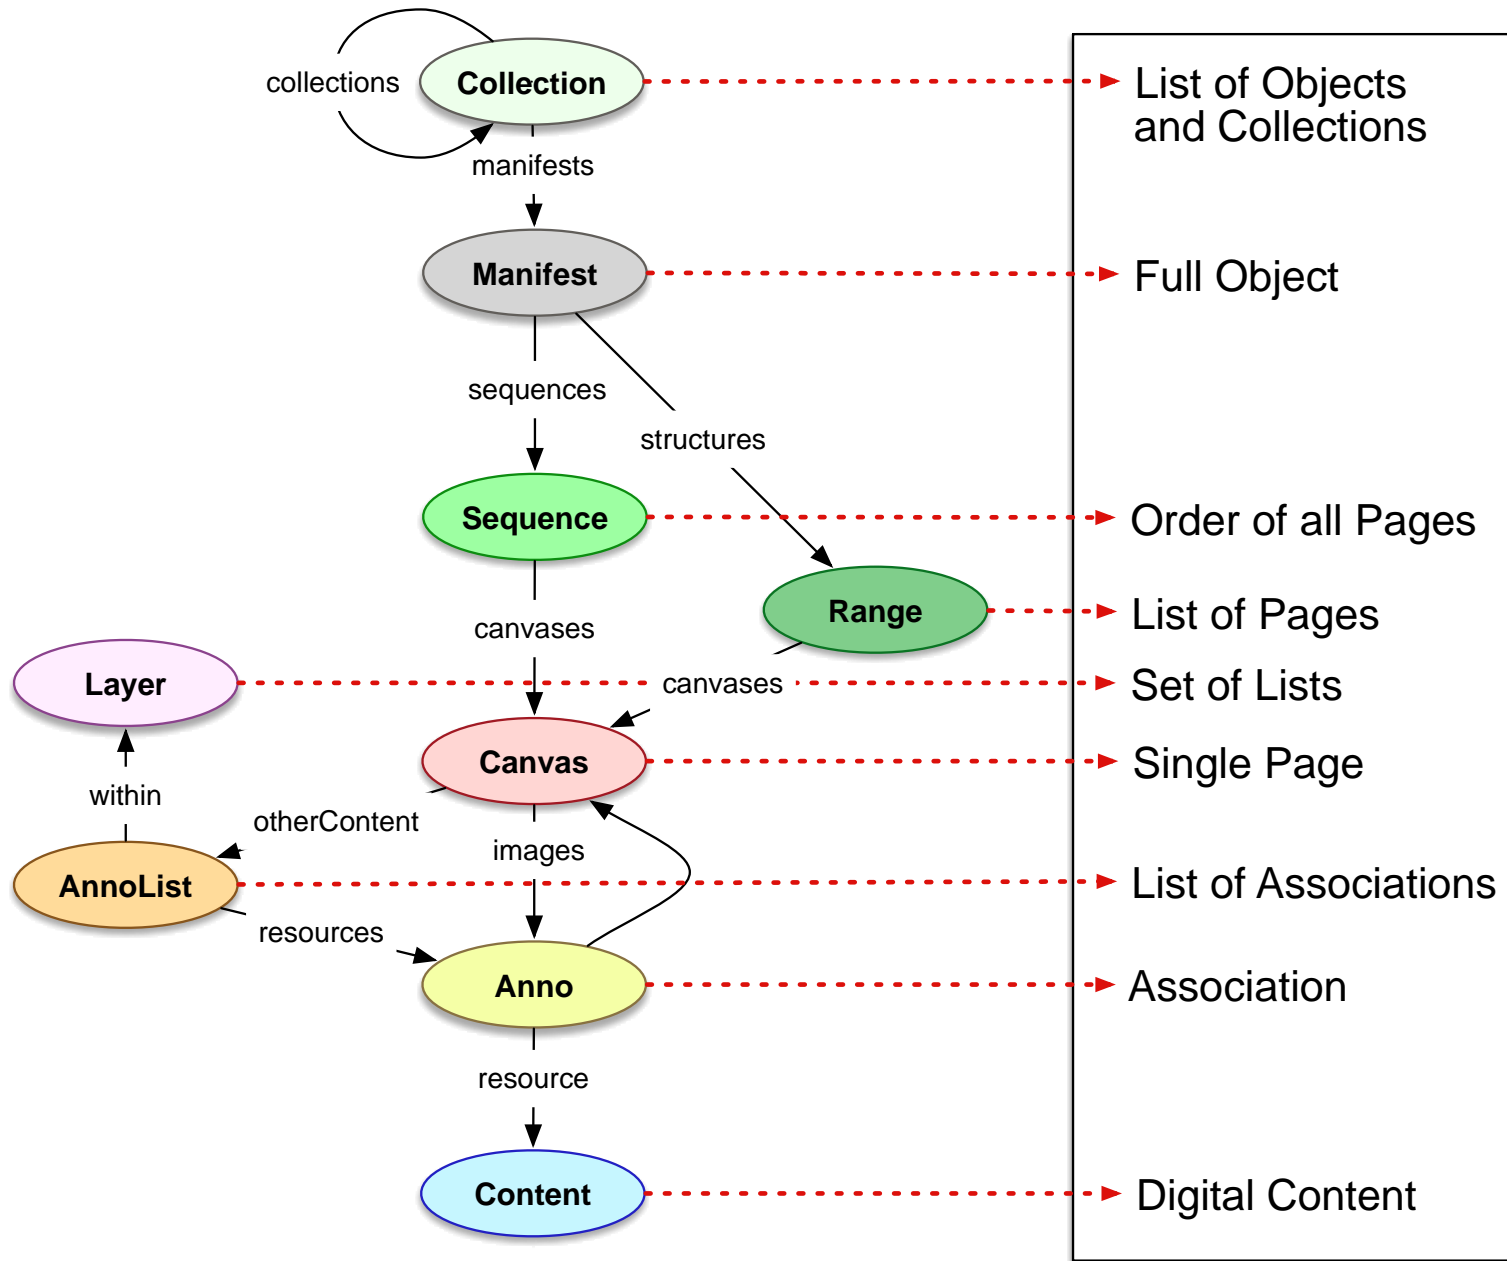 collections
Collection
List of Objects
and Collections
manifests
Manifest
Full Object
sequences
structures
Sequence
Order of all Pages
Range
List of Pages
canvases
Layer
canvases
Set of Lists
Canvas
Single Page
within
otherContent
images
AnnoList
List of Associations
resources
Anno
Association
resource
Content
Digital Content